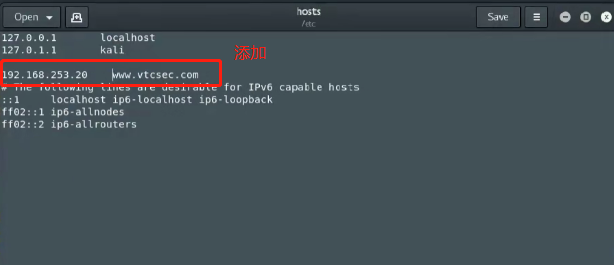 Open
hosts
/etc
Save
127.0.0.1 localhost
127.0.1.1 kali
添加
192.168.253.20 www.vtcsec.com
# The following lines are desirable for IPv6 capable hosts
::1 localhost ip6-localhost ip6-loopback
ff02::1 ip6-allnodes
ff02::2 ip6-allrouters